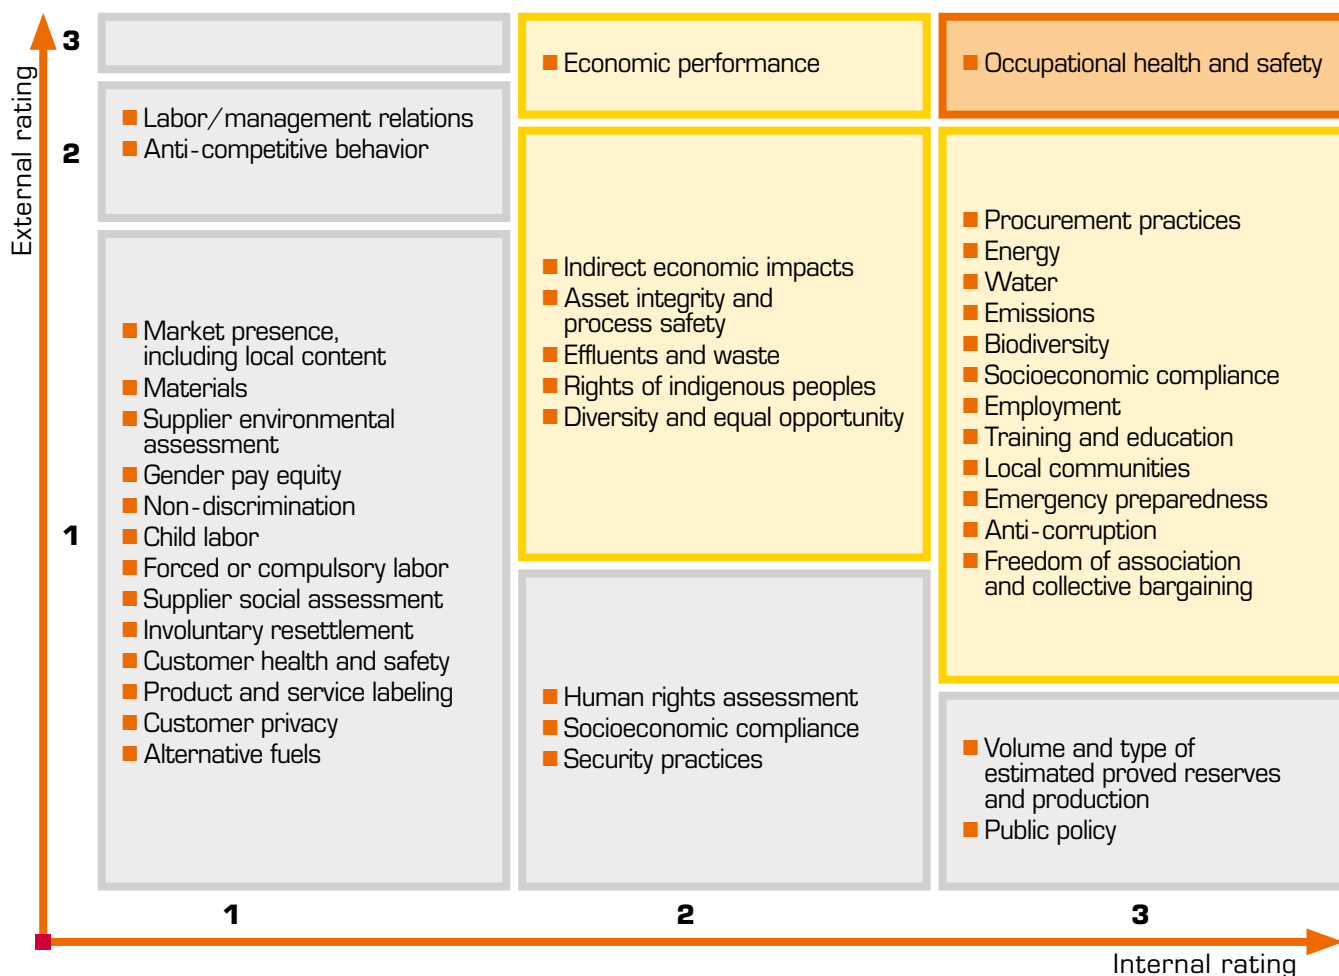 External rating
3
2
1
Labor/management relations
Anti-competitive behavior
Market presence,
including local content
Materials
Supplier environmental
assessment
Gender pay equity
Non-discrimination
Child labor
Forced or compulsory labor
Supplier social assessment
Involuntary resettlement
Customer health and safety
Product and service labeling
Customer privacy
Alternative fuels
Economic performance
Indirect economic impacts
Asset integrity and
process safety
Effluents and waste
Rights of indigenous peoples
Diversity and equal opportunity
Human rights assessment
Socioeconomic compliance
Security practices
Occupational health and safety
Procurement practices
Energy
Water
Emissions
Biodiversity
Socioeconomic compliance
Employment
Training and education
Local communities
Emergency preparedness
Anti-corruption
Freedom of association
and collective bargaining
Volume and type of
estimated proved reserves
and production
Public policy
1
2
3
Internal rating